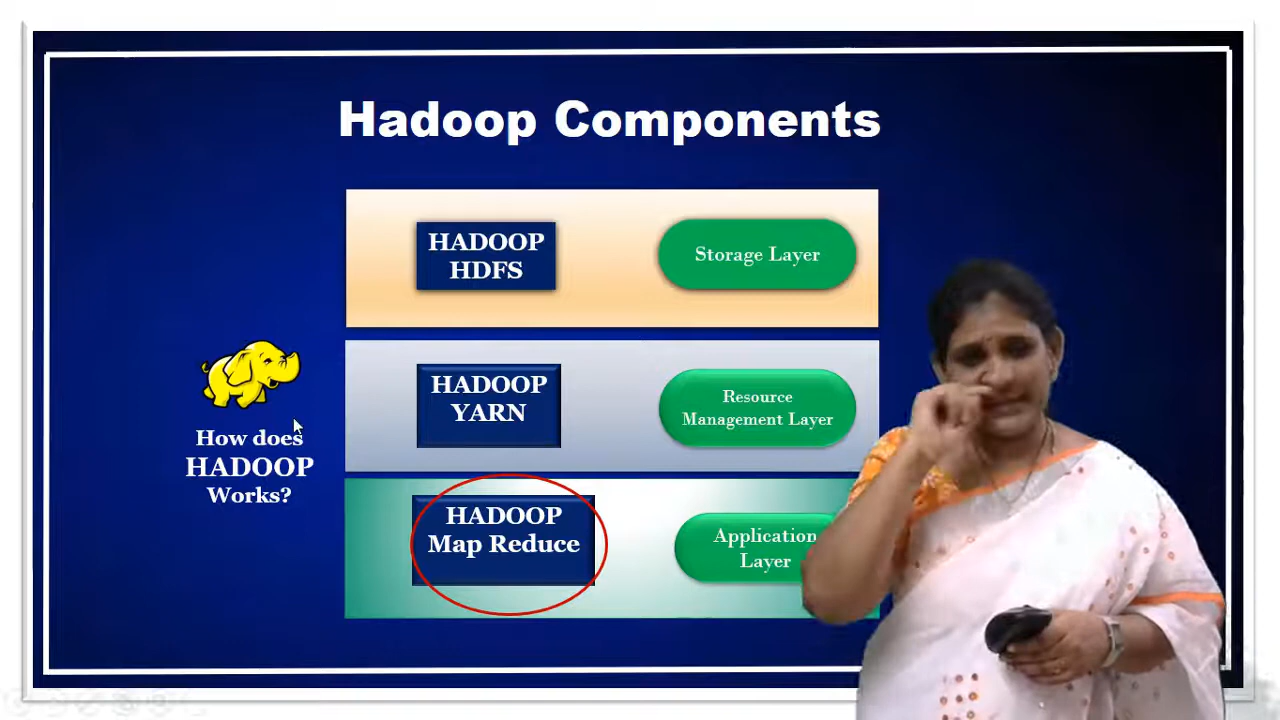 Hadoop Components
HADOOP
HDFS
Storage Layer
HADOOP
YARN
Resource
Management Layer
How does
HADOOP
Works?
HADOOP
Map Reduce
Application
Layer